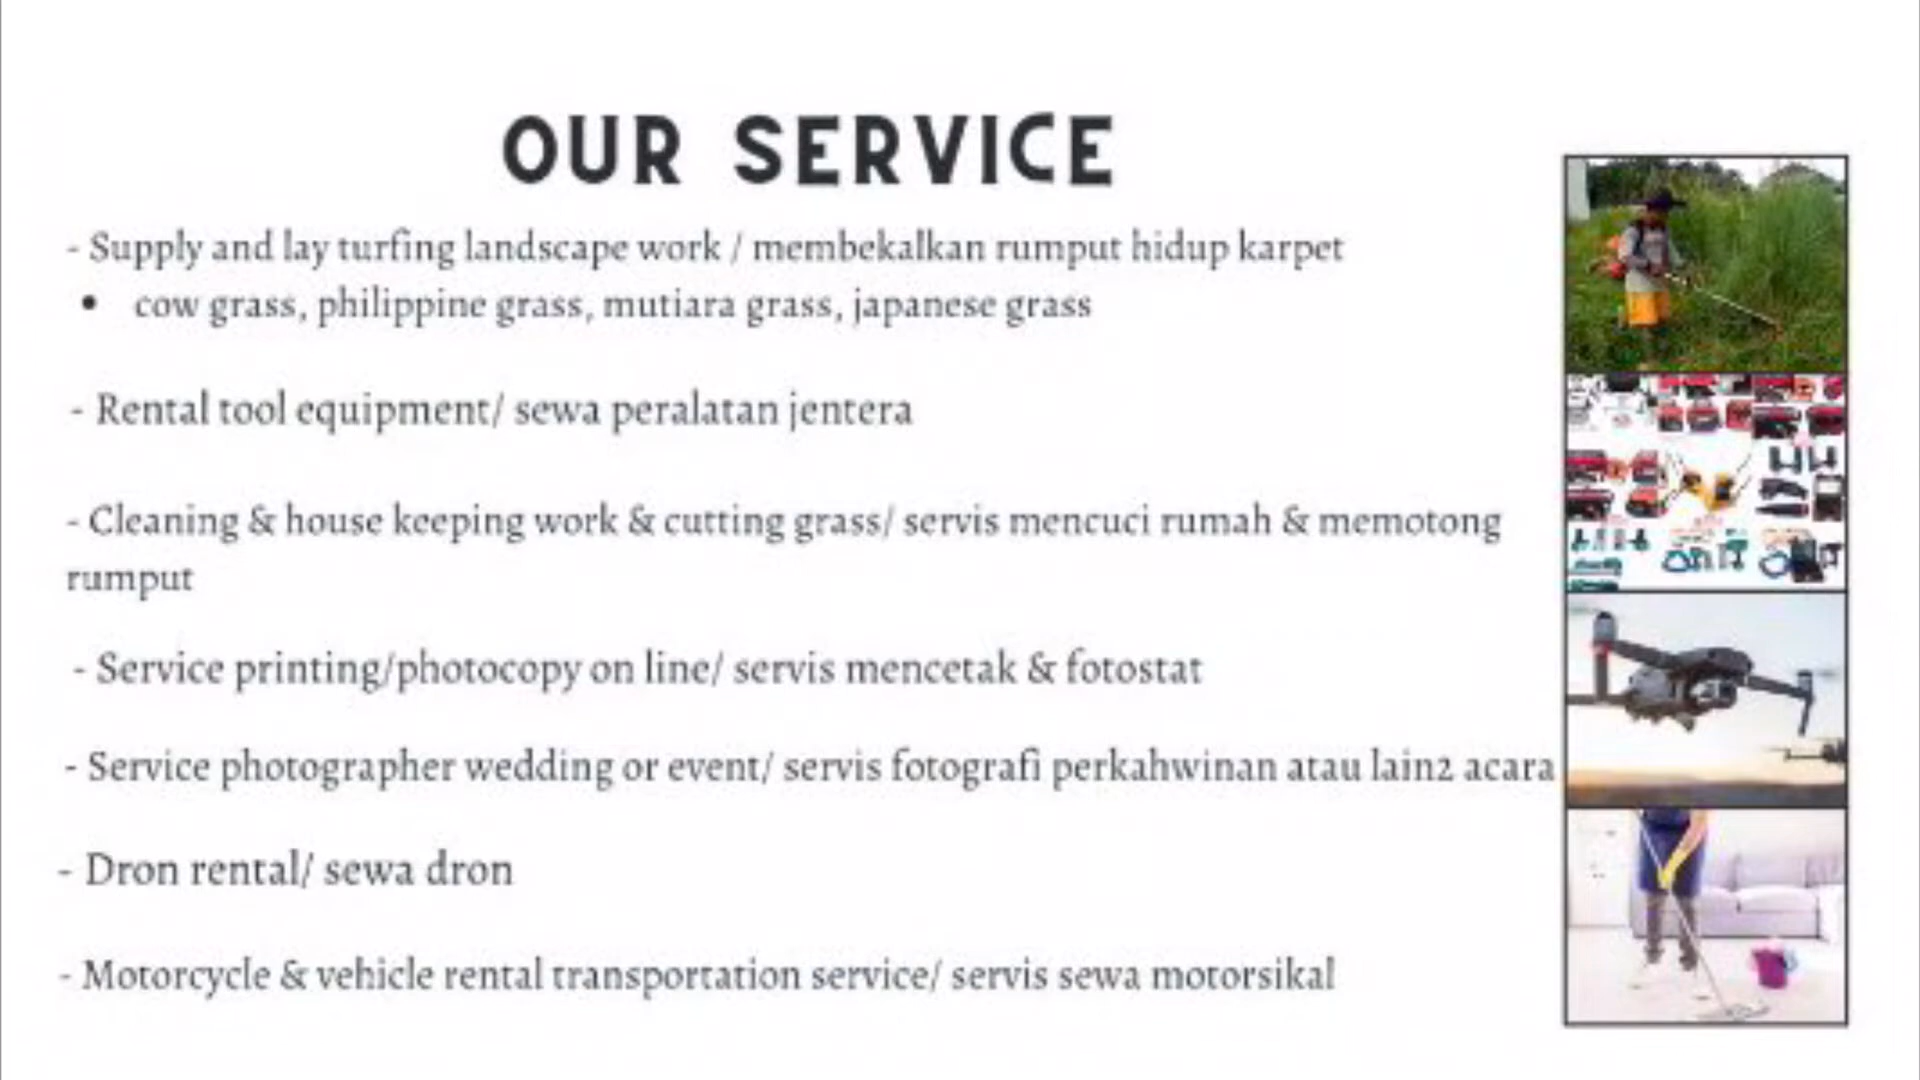 OUR SERVICE
- Supply and lay turfing landscape work / membekalkan rumput hidup karpet
• cow grass, philippine grass, mutiara grass, japanese grass
- Rental tool equipment/ sewa peralatan jentera
- Cleaning & house keeping work & cutting grass/ servis mencuci rumah & memotong
rumput
- Service printing/photocopy on line/ servis mencetak & fotostat
- Service photographer wedding or event/ servis fotografi perkahwinan atau lain2 acara
- Dron rental/ sewa dron
- Motorcycle & vehicle rental transportation service/ servis sewa motorsikal